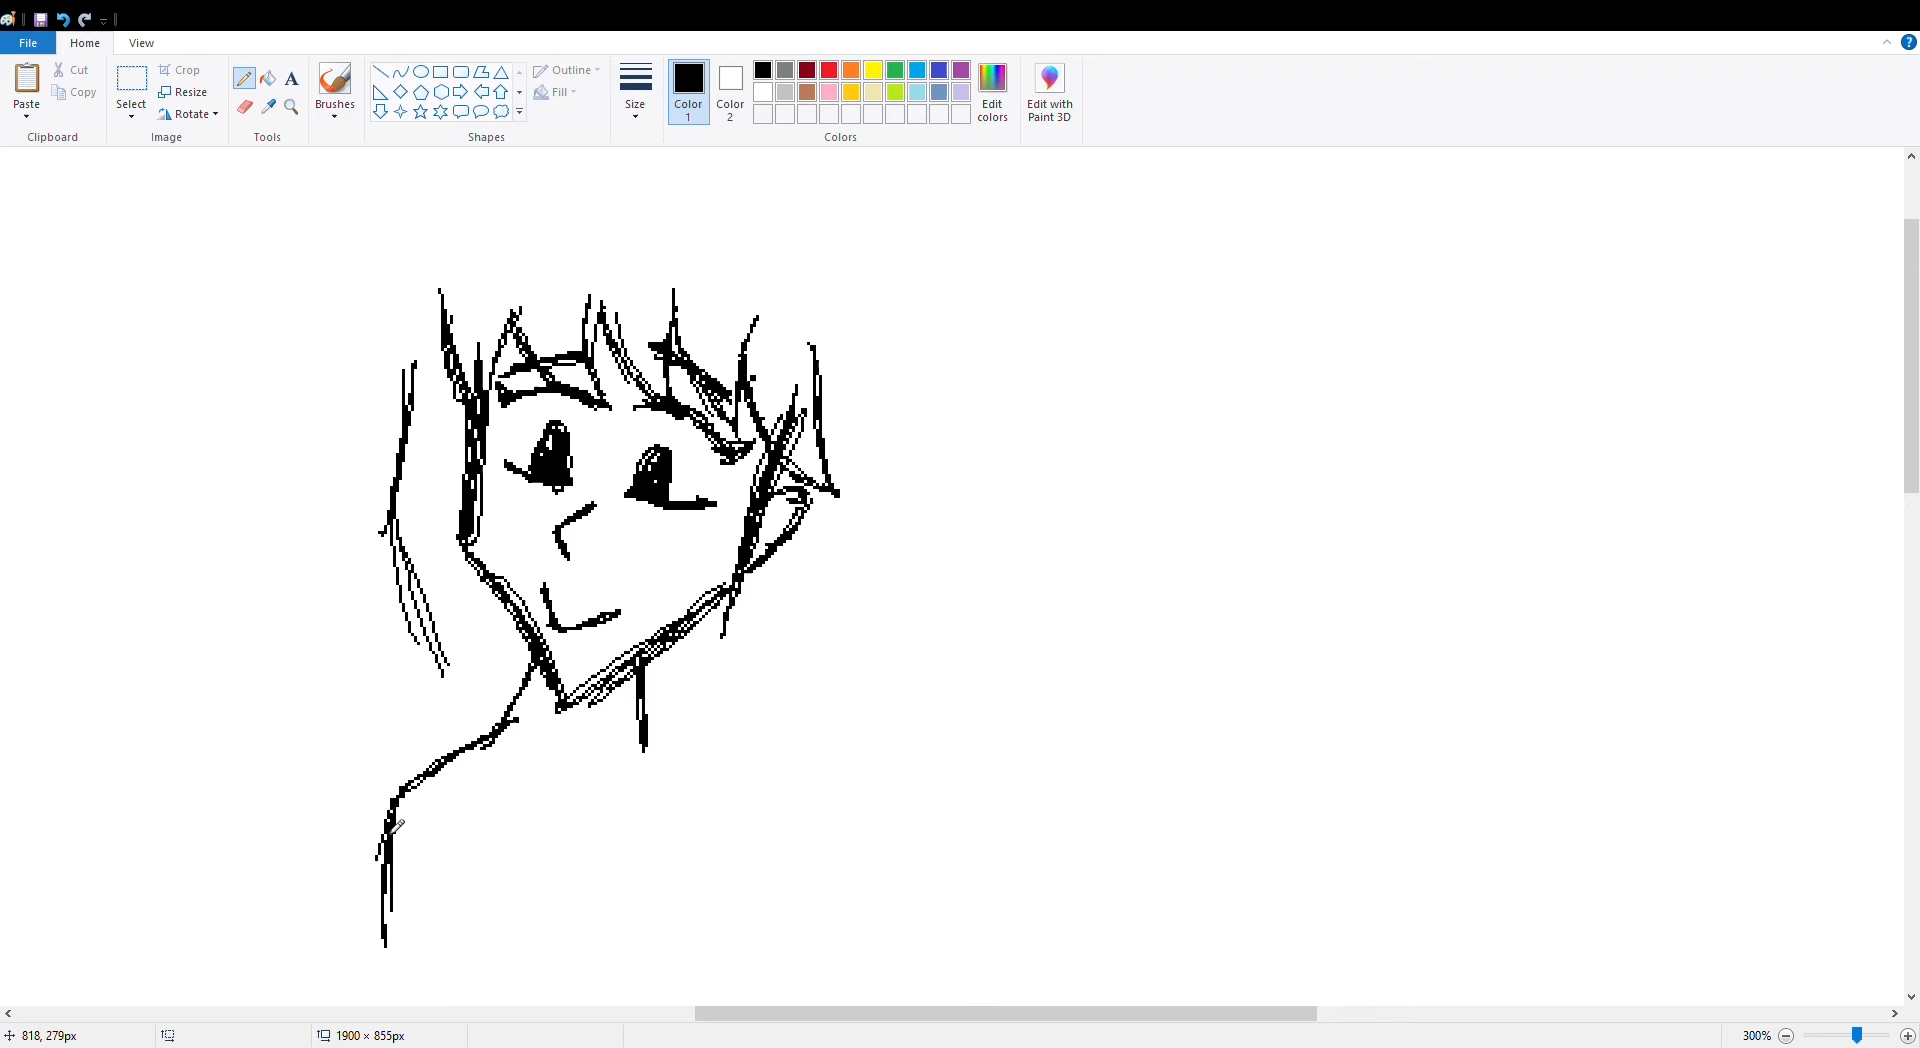 File Home View
Paste
Cut
Copy
Clipboard
Select
Crop
Resize
Rotate
Image
A
Tools
Brushes
Shapes
Outline
Fill
Size
Color 1
Color 2
Edit colors
Colors
Edit with Paint 3D
?
818, 279px
1900 × 855px
300%